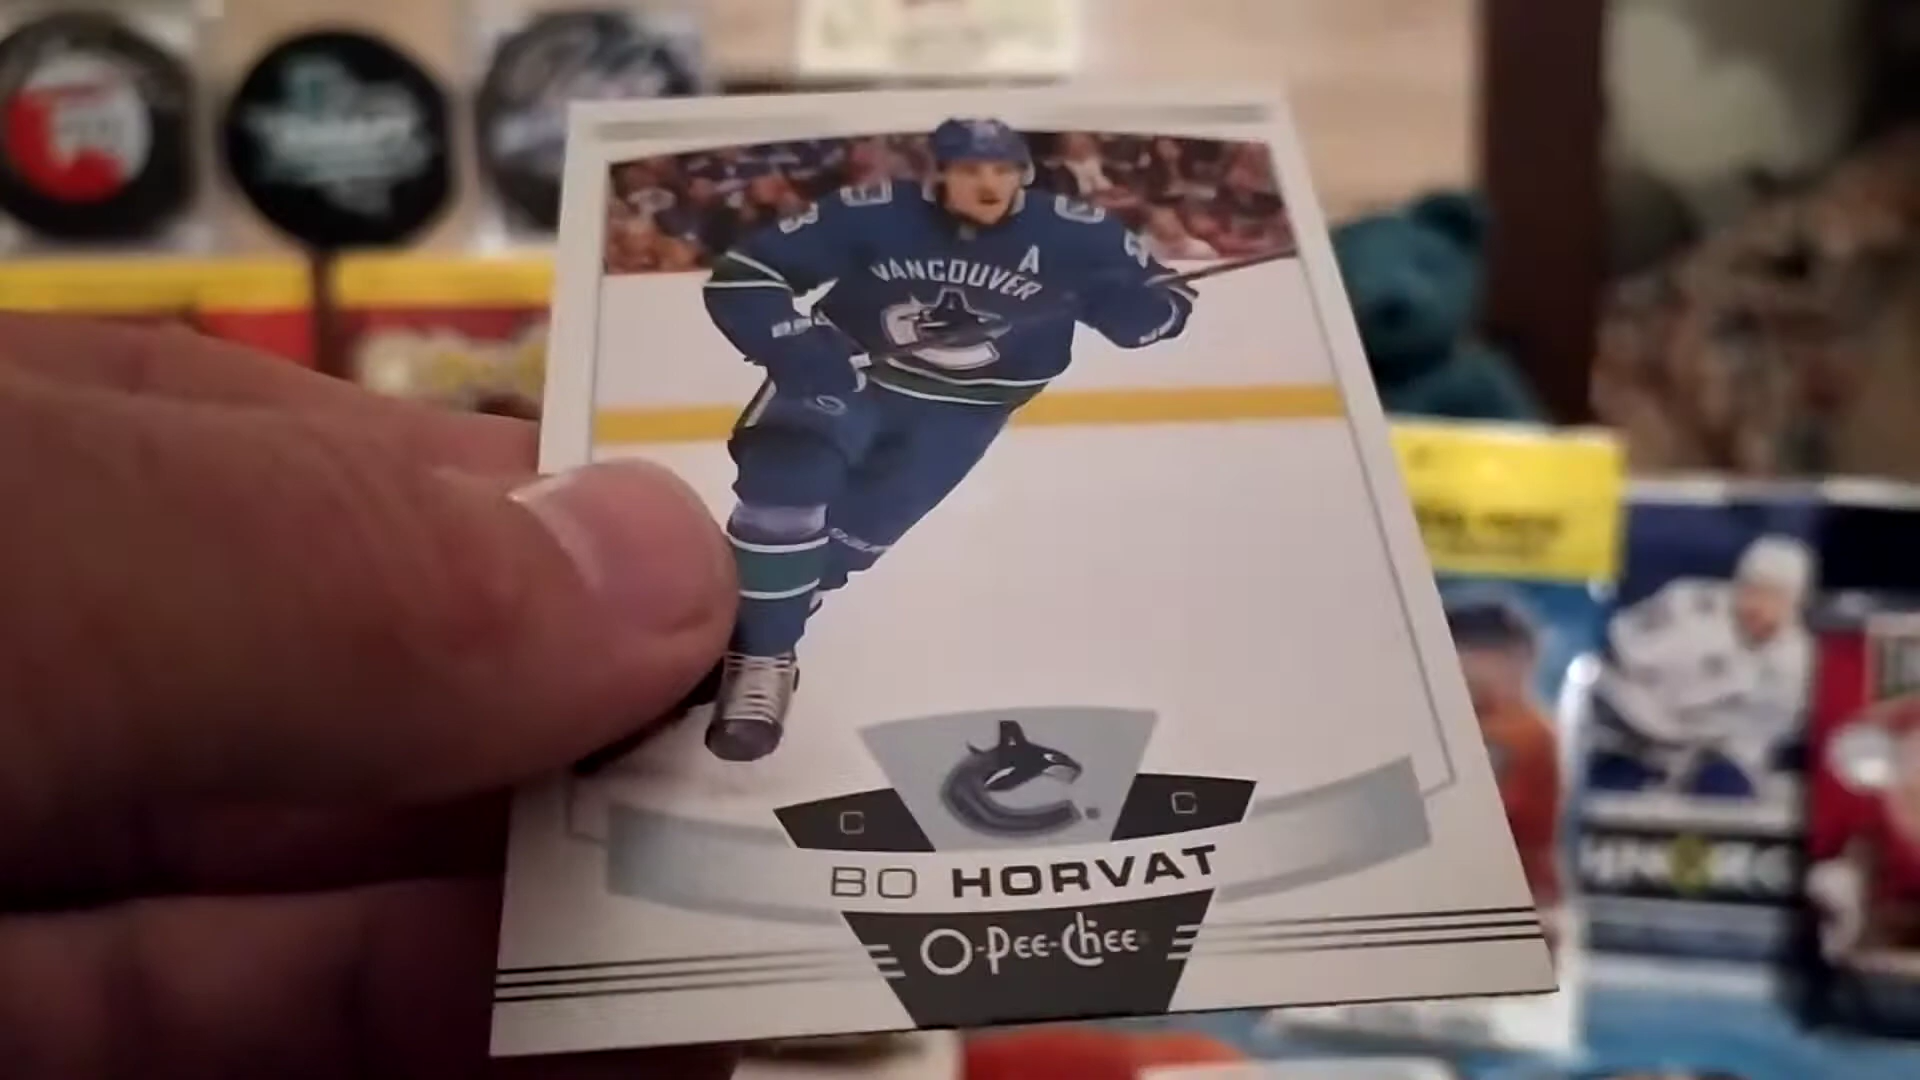 A
VANCOUVER
C
C
BO HORVAT
O-Pee-Chee